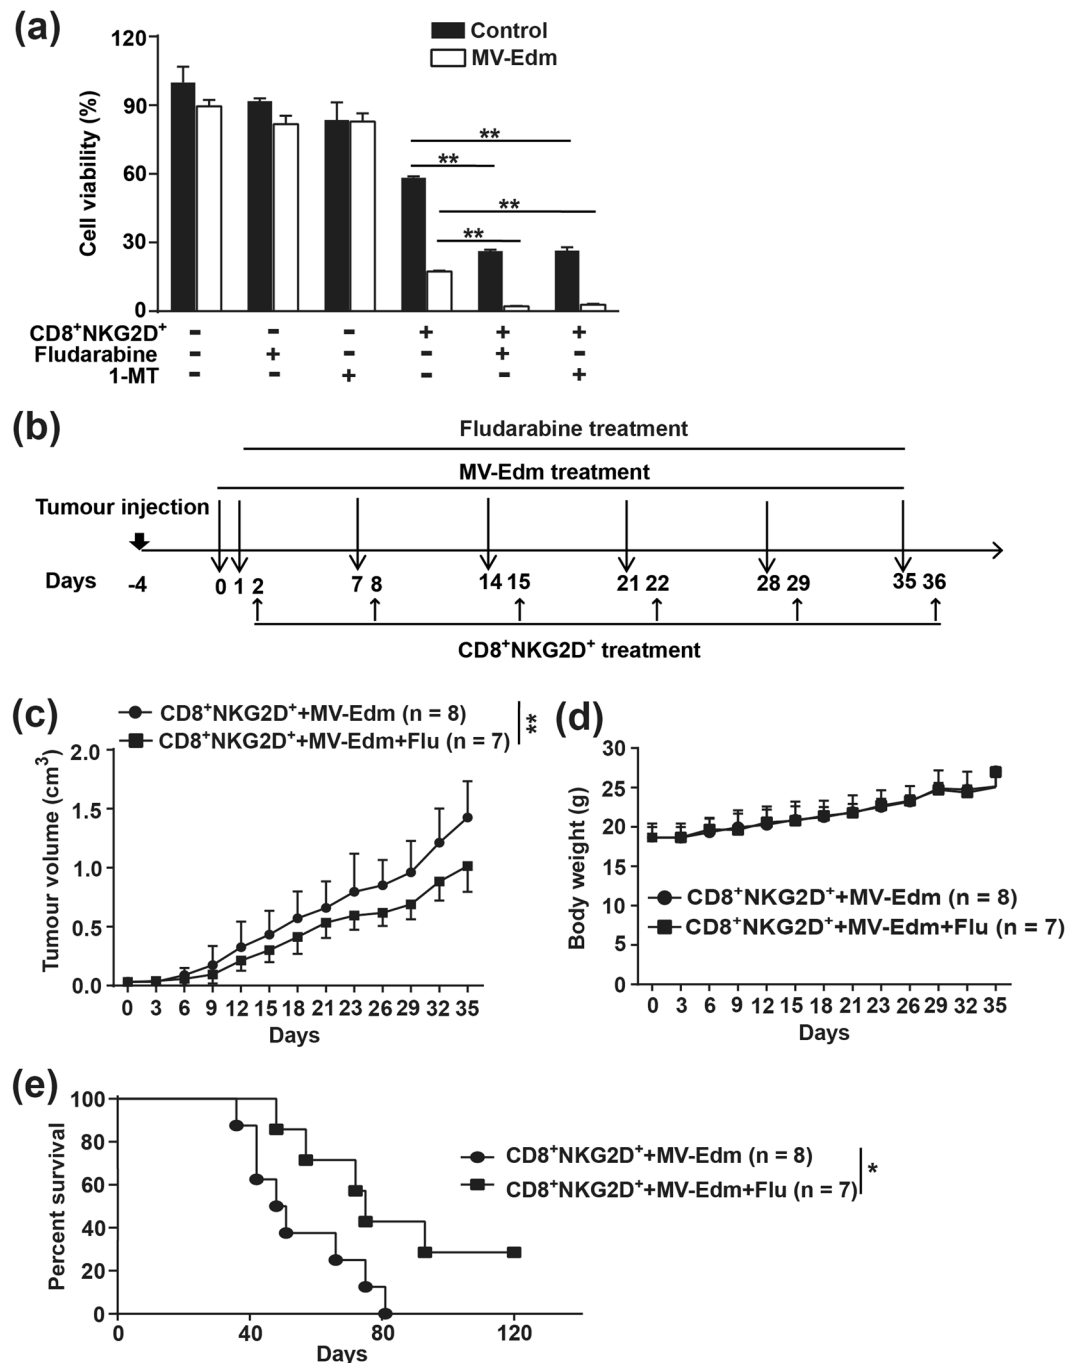 (a)
Control
MV-Edm
120
90
60
30
0
Cell viability (%)
**
**
**
**
CD8⁺NKG2D⁺ - - - + + +
Fludarabine - + - - + -
1-MT - - + - - +
(b)
Fludarabine treatment
MV-Edm treatment
Tumour injection
Days -4 0 1 2 7 8 14 15 21 22 28 29 35 36
CD8⁺NKG2D⁺ treatment
(c)
CD8⁺NKG2D⁺+MV-Edm (n = 8)
CD8⁺NKG2D⁺+MV-Edm+Flu (n = 7)
**
2.0
1.5
1.0
0.5
0.0
Tumour volume (cm³)
0 3 6 9 12 15 18 21 23 26 29 32 35
Days
(d)
30
25
20
15
10
5
0
Body weight (g)
CD8⁺NKG2D⁺+MV-Edm (n = 8)
CD8⁺NKG2D⁺+MV-Edm+Flu (n = 7)
0 3 6 9 12 15 18 21 23 26 29 32 35
Days
(e)
100
80
60
40
20
0
Percent survival
CD8⁺NKG2D⁺+MV-Edm (n = 8)
CD8⁺NKG2D⁺+MV-Edm+Flu (n = 7)
*
0 40 80 120
Days